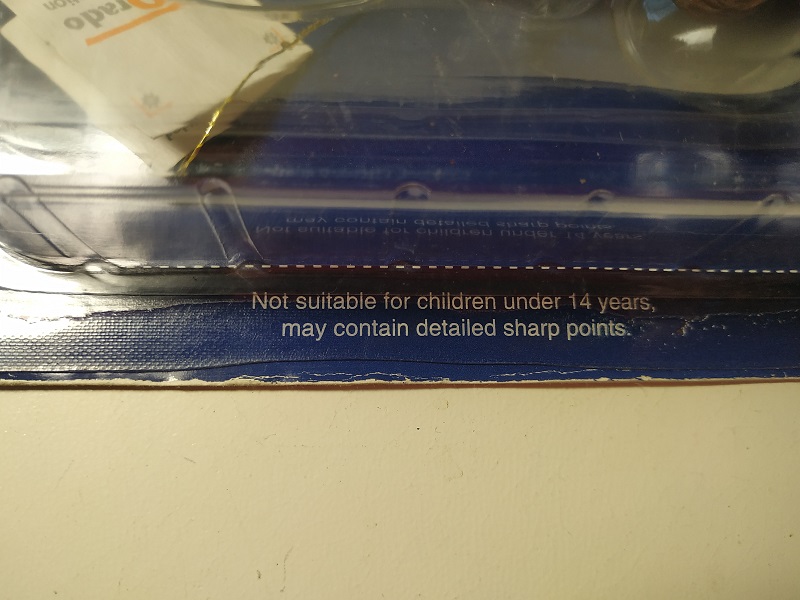 Not suitable for children under 14 years,
may contain detailed sharp points.